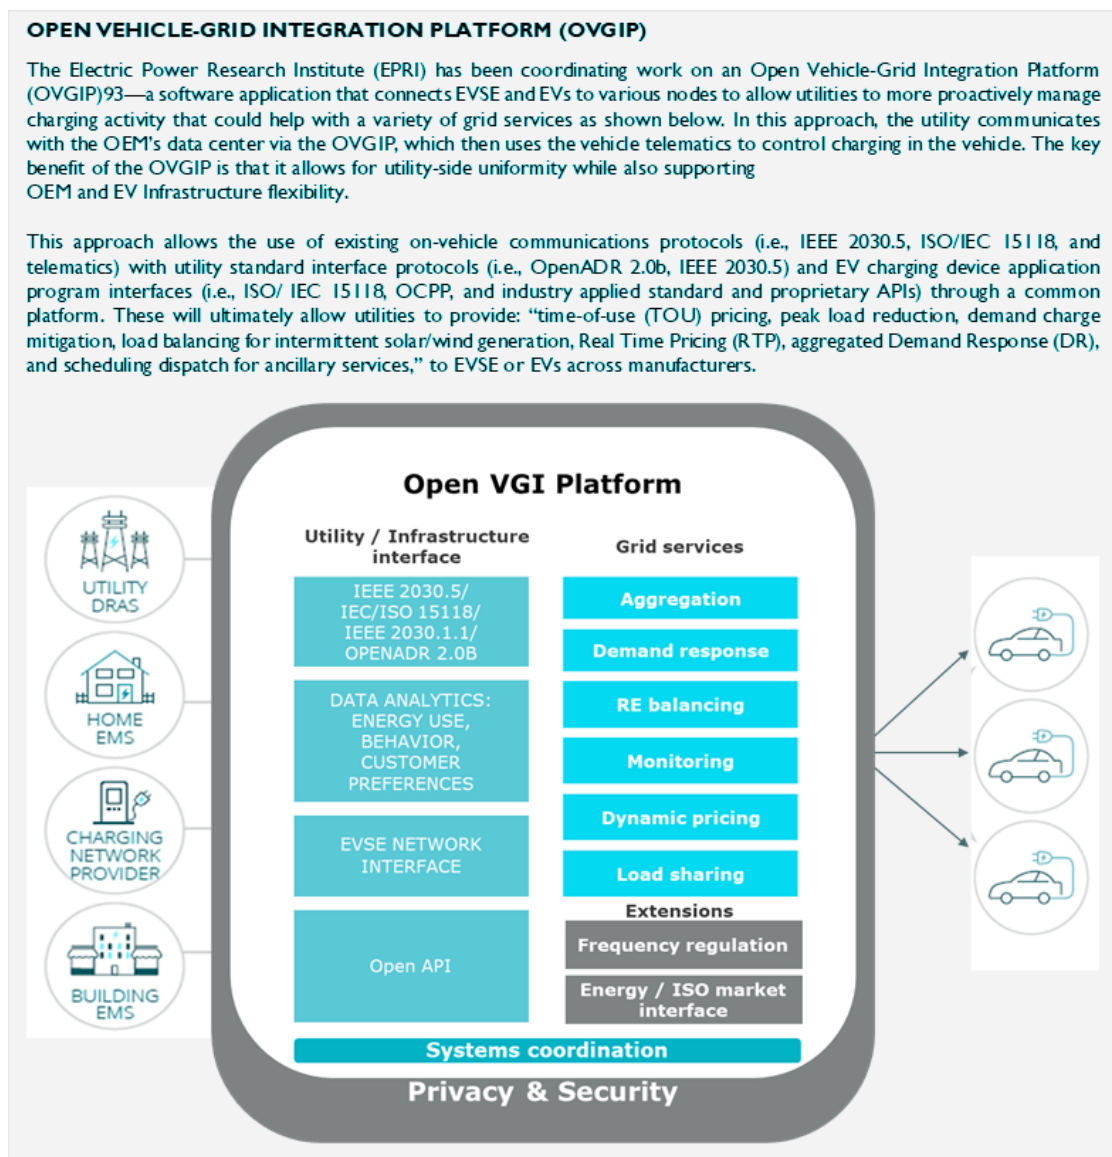 OPEN VEHICLE-GRID INTEGRATION PLATFORM (OVGIP)
The Electric Power Research Institute (EPRI) has been coordinating work on an Open Vehicle-Grid Integration Platform
(OVGIP)93—a software application that connects EVSE and EVs to various nodes to allow utilities to more proactively manage
charging activity that could help with a variety of grid services as shown below. In this approach, the utility communicates
with the OEM's data center via the OVGIP, which then uses the vehicle telematics to control charging in the vehicle. The key
benefit of the OVGIP is that it allows for utility-side uniformity while also supporting
OEM and EV Infrastructure flexibility.
This approach allows the use of existing on-vehicle communications protocols (i.e., IEEE 2030.5, ISO/IEC 15118, and
telematics) with utility standard interface protocols (i.e., OpenADR 2.0b, IEEE 2030.5) and EV charging device application
program interfaces (i.e., ISO/ IEC 15118, OCPP, and industry applied standard and proprietary APIs) through a common
platform. These will ultimately allow utilities to provide: “time-of-use (TOU) pricing, peak load reduction, demand charge
mitigation, load balancing for intermittent solar/wind generation, Real Time Pricing (RTP), aggregated Demand Response (DR),
and scheduling dispatch for ancillary services,” to EVSE or EVs across manufacturers.
UTILITY
DRAS
HOME
EMS
CHARGING
NETWORK
PROVIDER
BUILDING
EMS
Open VGI Platform
Utility / Infrastructure
interface
IEEE 2030.5/
IEC/ISO 15118/
IEEE 2030.1.1/
OPENADR 2.0B
DATA ANALYTICS:
ENERGY USE,
BEHAVIOR,
CUSTOMER
PREFERENCES
EVSE NETWORK
INTERFACE
Open API
Grid services
Aggregation
Demand response
RE balancing
Monitoring
Dynamic pricing
Load sharing
Extensions
Frequency regulation
Energy / ISO market
interface
Systems coordination
Privacy & Security